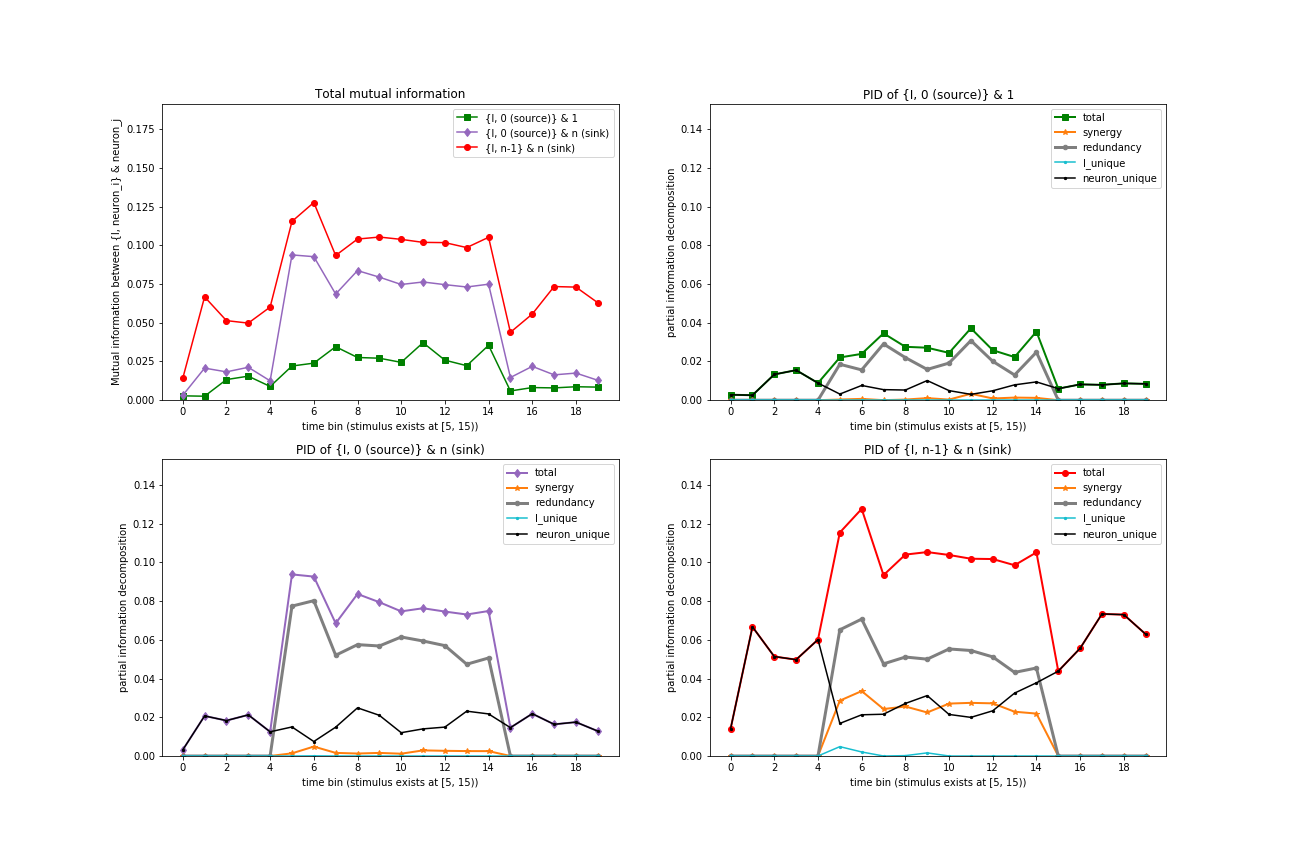 Total mutual information
Mutual information between {I, neuron_i} & neuron_j
0.175
0.150
0.125
0.100
0.075
0.050
0.025
0.000
{I, 0 (source)} & 1
{I, 0 (source)} & n (sink)
{I, n-1} & n (sink)
0 2 4 6 8 10 12 14 16 18
time bin (stimulus exists at [5, 15))
PID of {I, 0 (source)} & 1
partial information decomposition
0.14
0.12
0.10
0.08
0.06
0.04
0.02
0.00
total
synergy
redundancy
I_unique
neuron_unique
0 2 4 6 8 10 12 14 16 18
time bin (stimulus exists at [5, 15))
PID of {I, 0 (source)} & n (sink)
partial information decomposition
0.14
0.12
0.10
0.08
0.06
0.04
0.02
0.00
total
synergy
redundancy
I_unique
neuron_unique
0 2 4 6 8 10 12 14 16 18
time bin (stimulus exists at [5, 15))
PID of {I, n-1} & n (sink)
partial information decomposition
0.14
0.12
0.10
0.08
0.06
0.04
0.02
0.00
total
synergy
redundancy
I_unique
neuron_unique
0 2 4 6 8 10 12 14 16 18
time bin (stimulus exists at [5, 15))